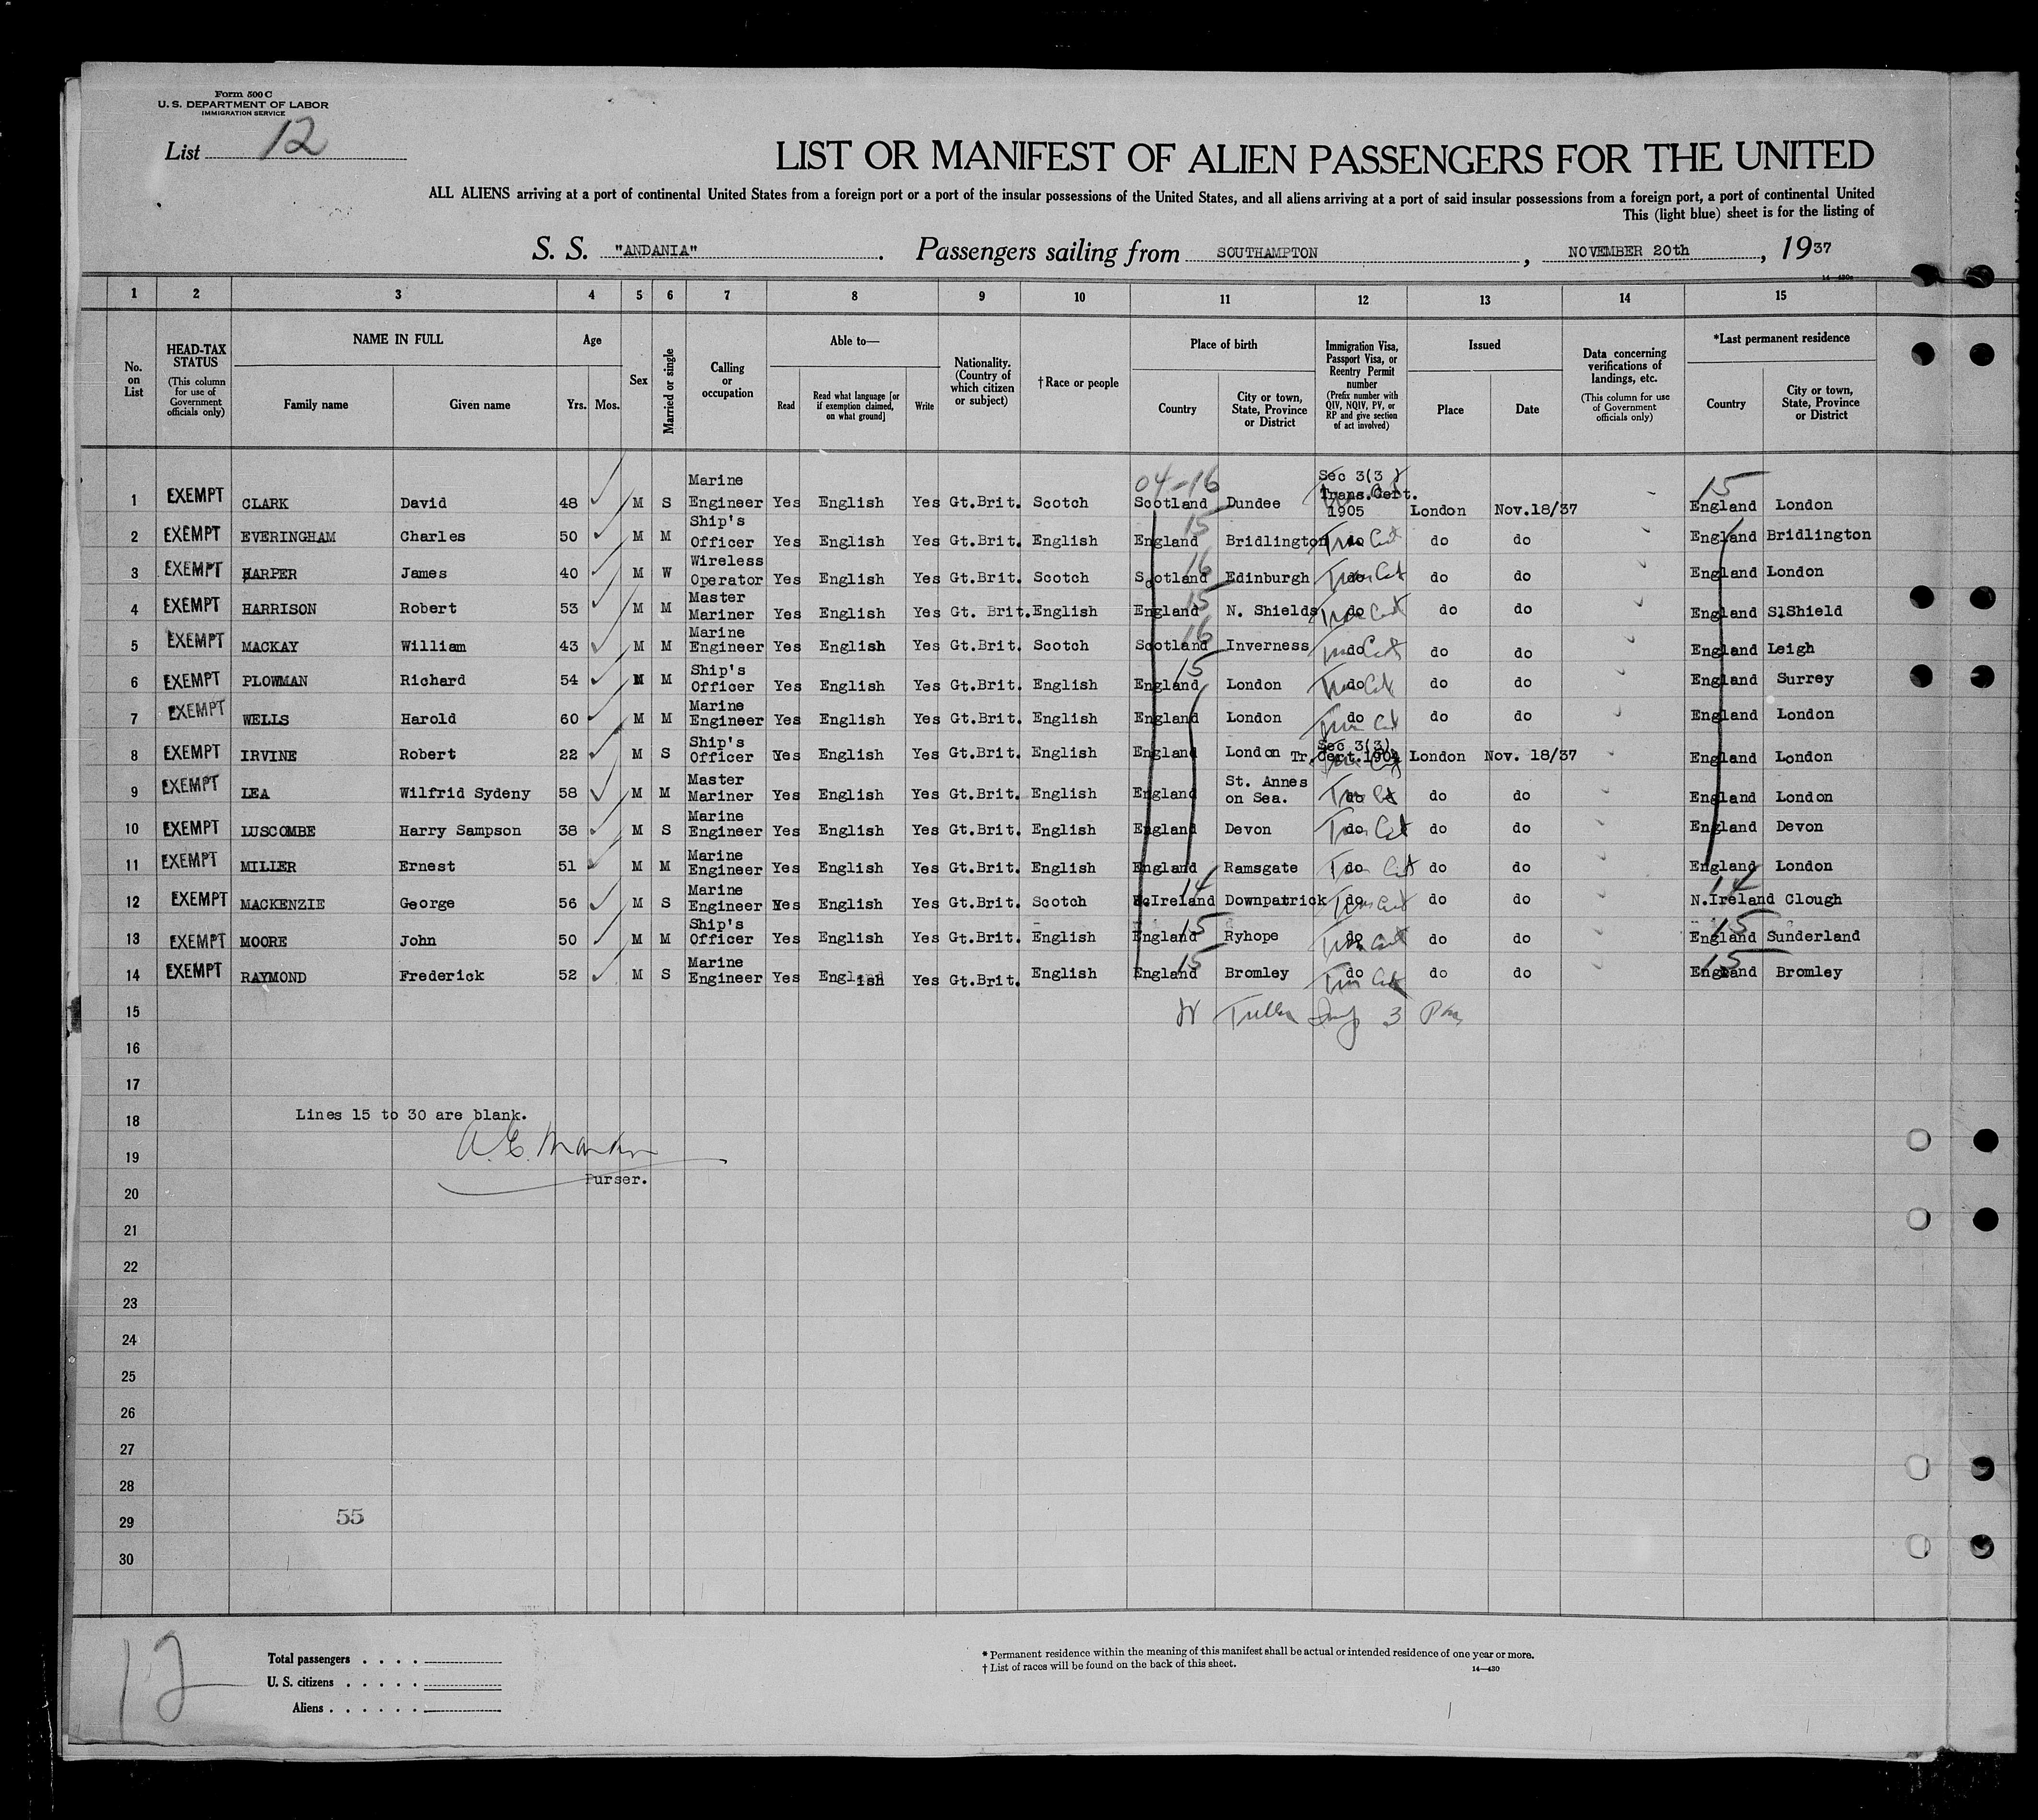 Form 500 C
U. S. DEPARTMENT OF LABOR
IMMIGRATION SERVICE
List 12
LIST OR MANIFEST OF ALIEN PASSENGERS FOR THE UNITED
ALL ALIENS arriving at a port of continental United States from a foreign port or a port of the insular possessions of the United States, and all aliens arriving at a port of said insular possessions from a foreign port, a port of continental United
This (light blue) sheet is for the listing of
S. S. "ANDANIA". Passengers sailing from SOUTHAMPTON, NOVEMBER 20th, 1937
14—430a
1 2 3 4 5 6 7 8 9 10 11 12 13 14 15
No. on List
HEAD-TAX STATUS (This column for use of Government officials only)
NAME IN FULL Family name Given name
Age Yrs. Mos.
Sex
Married or single
Calling or occupation
Able to— Read Read what language [or if exemption claimed, on what ground] Write
Nationality. (Country of which citizen or subject)
†Race or people
Place of birth Country City or town, State, Province or District
Immigration Visa, Passport Visa, or Reentry Permit number (Prefix number with QIV, NQIV, PV, or RP and give section of act involved)
Issued Place Date
Data concerning verifications of landings, etc. (This column for use of Government officials only)
*Last permanent residence Country City or town, State, Province or District
04-16 15
1 EXEMPT CLARK David 48 M S Marine Engineer Yes English Yes Gt.Brit. Scotch Scotland Dundee Sec 3(3) Trans.Cert. 1905 London Nov.18/37 England London
15
2 EXEMPT EVERINGHAM Charles 50 M M Ship's Officer Yes English Yes Gt.Brit. English England Bridlington do do do England Bridlington
16
3 EXEMPT HARPER James 40 M W Wireless Operator Yes English Yes Gt.Brit. Scotch Scotland Edinburgh do do do England London
15
4 EXEMPT HARRISON Robert 53 M M Master Mariner Yes English Yes Gt. Brit. English England N. Shields do do do England S.Shield
16
5 EXEMPT MACKAY William 43 M M Marine Engineer Yes English Yes Gt.Brit. Scotch Scotland Inverness do do do England Leigh
15
6 EXEMPT PLOWMAN Richard 54 M M Ship's Officer Yes English Yes Gt.Brit. English England London do do do England Surrey
7 EXEMPT WELLS Harold 60 M M Marine Engineer Yes English Yes Gt.Brit. English England London do do do England London
8 EXEMPT IRVINE Robert 22 M S Ship's Officer Yes English Yes Gt.Brit. English England London Sec 3(3) Tr.Cert.1904 London Nov. 18/37 England London
9 EXEMPT LEA Wilfrid Sydeny 58 M M Master Mariner Yes English Yes Gt.Brit. English England St. Annes on Sea. do do do England London
10 EXEMPT LUSCOMBE Harry Sampson 38 M S Marine Engineer Yes English Yes Gt.Brit. English England Devon do do do England Devon
11 EXEMPT MILLER Ernest 51 M M Marine Engineer Yes English Yes Gt.Brit. English England Ramsgate do do do England London
14 14
12 EXEMPT MACKENZIE George 56 M S Marine Engineer Yes English Yes Gt.Brit. Scotch N.Ireland Downpatrick do do do N.Ireland Clough
15 15
13 EXEMPT MOORE John 50 M M Ship's Officer Yes English Yes Gt.Brit. English England Ryhope do do do England Sunderland
15 15
14 EXEMPT RAYMOND Frederick 52 M S Marine Engineer Yes English Yes Gt.Brit. English England Bromley do do do England Bromley
15
16
17
18 Lines 15 to 30 are blank.
19
Purser.
20
21
22
23
24
25
26
27
28
29 55
30
12
Total passengers
U. S. citizens
Aliens
* Permanent residence within the meaning of this manifest shall be actual or intended residence of one year or more.
† List of races will be found on the back of this sheet.
14—430